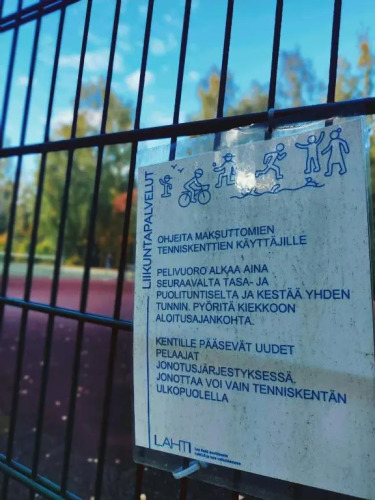 LIIKUNTAPALVELUT
OHJEITA MAKSUTTOMIEN
TENNISKENTTIEN KÄYTTÄJILLE
PELIVUORO ALKAA AINA
SEURAAVALTA TASA- JA
PUOLITUNTISELTA JA KESTÄÄ YHDEN
TUNNIN. PYÖRITÄ KIEKKOON
ALOITUSAJANKOHTA.
KENTILLE PÄÄSEVÄT UUDET
PELAAJAT
JONOTUSJÄRJESTYKSESSÄ.
JONOTTAA VOI VAIN TENNISKENTÄN
ULKOPUOLELLA
LAHTI